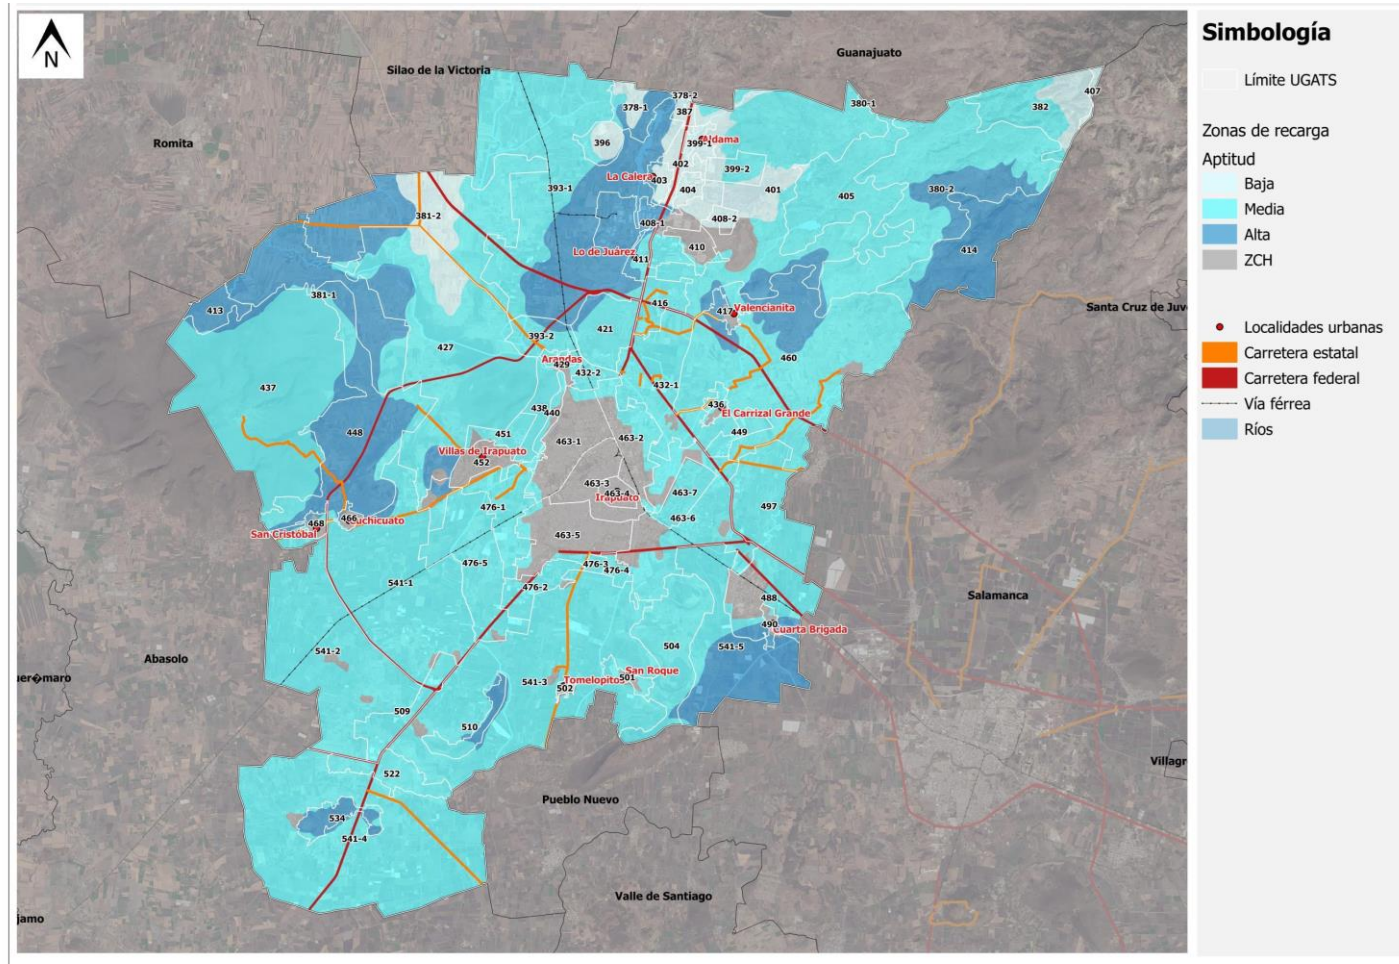 N
Guanajuato
Silao de la Victoria
Romita
407
378-2
382
380-1
378-1
387
Aldama
399-1
396
402
399-2
La Calera
403
404
401
393-1
405
380-2
381-2
408-1
408-2
410
414
Lo de Juárez
411
381-1
413
416
417
Valencianita
Santa Cruz de Juv
421
393-2
427
460
Arandas
429
432-2
432-1
437
438
440
436
El Carrizal Grande
448
451
463-1
463-2
449
Villas de Irapuato
452
463-3
463-4
Irapuato
463-7
476-1
497
468
466
uchicuato
463-6
San Cristóbal
463-5
476-5
476-3
476-4
541-1
476-2
488
Salamanca
490
Cuarta Brigada
541-2
504
541-5
Abasolo
uer�maro
San Roque
541-3
Tomelopitos
501
502
509
510
Villagr
522
Pueblo Nuevo
534
541-4
Valle de Santiago
jamo
Simbología
Límite UGATS
Zonas de recarga
Aptitud
Baja
Media
Alta
ZCH
Localidades urbanas
Carretera estatal
Carretera federal
Vía férrea
Ríos